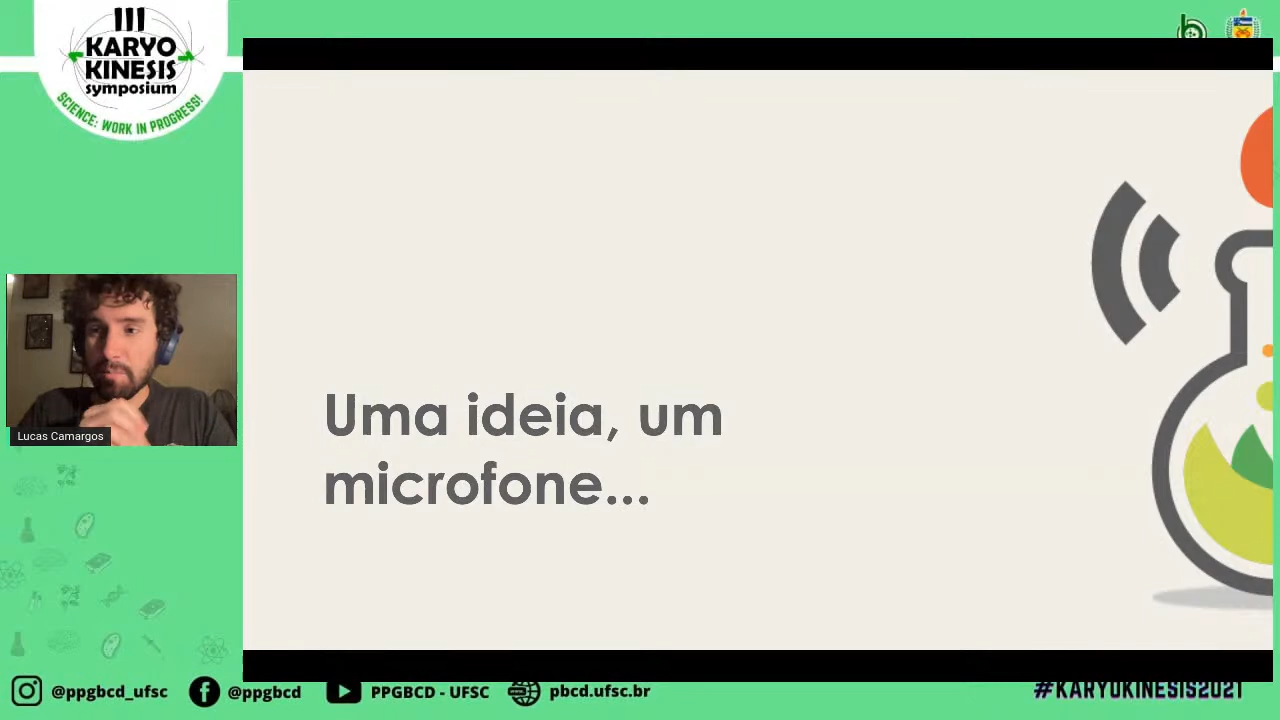 III
KARYO
KINESIS
symposium
SCIENCE: WORK IN PROGRESS!
Lucas Camargos
Uma ideia, um
microfone...
@ppgbcd_ufsc
@ppgbcd
PPGBCD - UFSC
pbcd.ufsc.br
#KARYOKINESIS2021